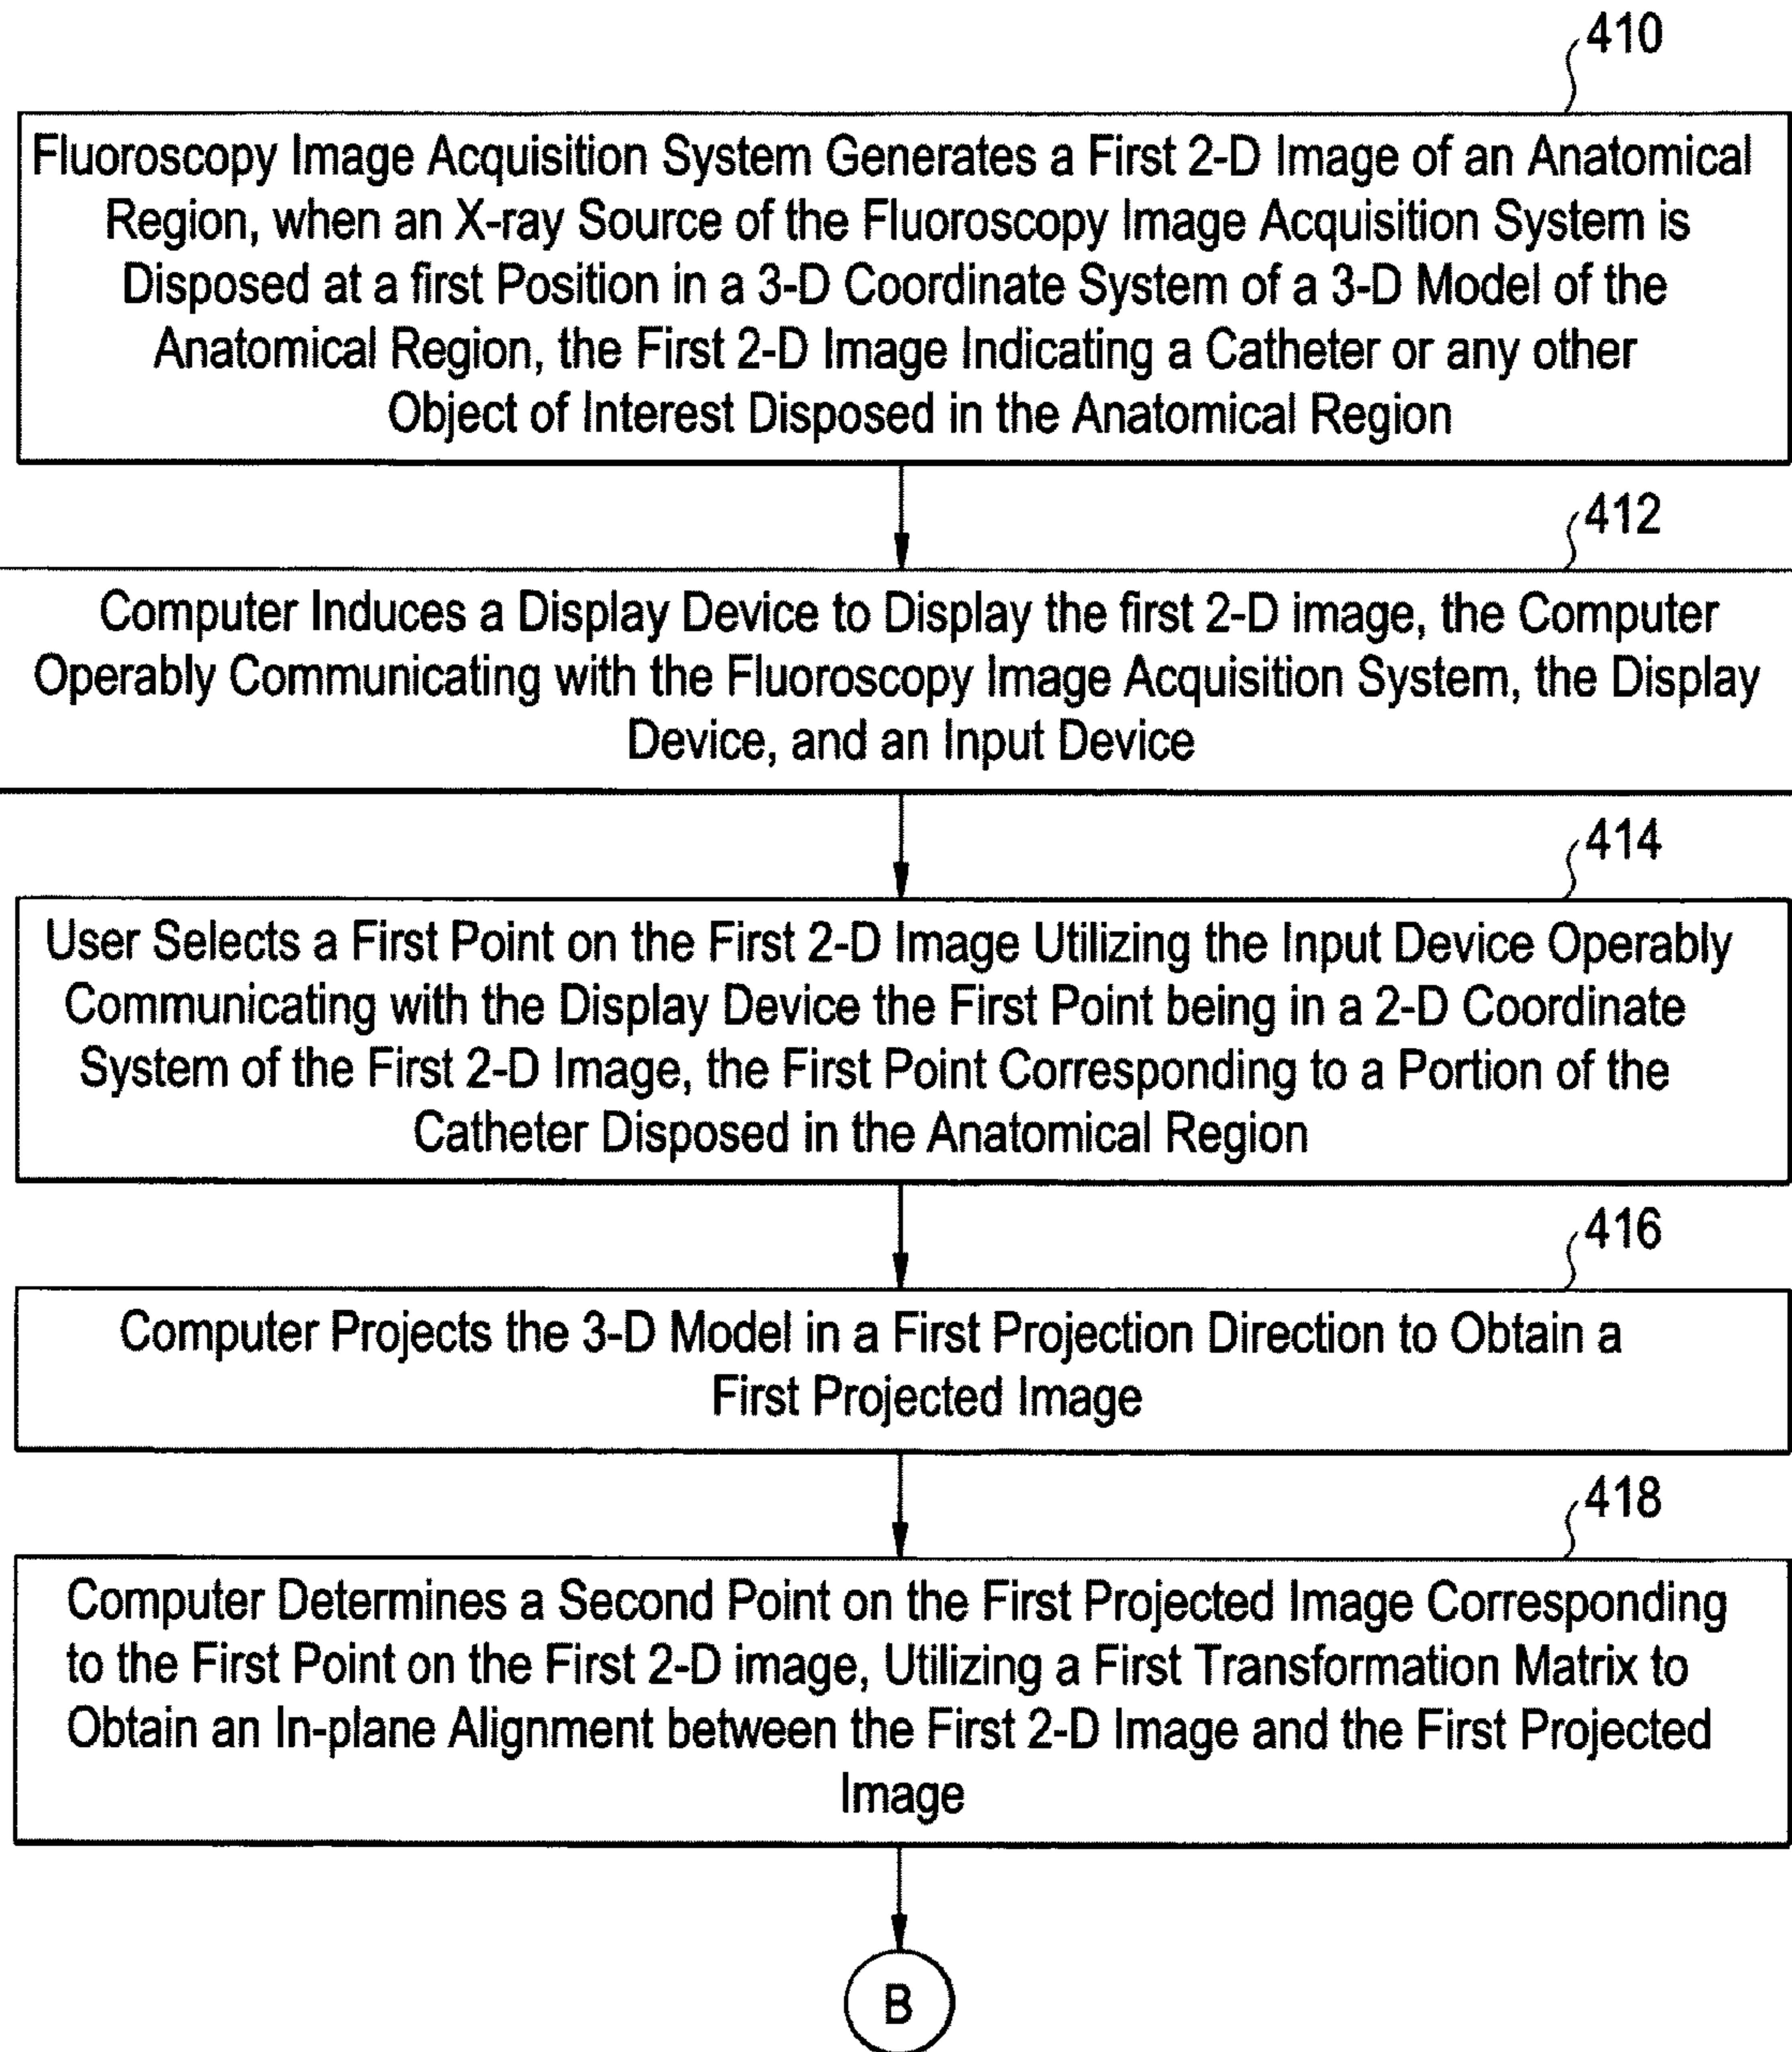 410
Fluoroscopy Image Acquisition System Generates a First 2-D Image of an Anatomical
Region, when an X-ray Source of the Fluoroscopy Image Acquisition System is
Disposed at a first Position in a 3-D Coordinate System of a 3-D Model of the
Anatomical Region, the First 2-D Image Indicating a Catheter or any other
Object of Interest Disposed in the Anatomical Region
412
Computer Induces a Display Device to Display the first 2-D image, the Computer
Operably Communicating with the Fluoroscopy Image Acquisition System, the Display
Device, and an Input Device
414
User Selects a First Point on the First 2-D Image Utilizing the Input Device Operably
Communicating with the Display Device the First Point being in a 2-D Coordinate
System of the First 2-D Image, the First Point Corresponding to a Portion of the
Catheter Disposed in the Anatomical Region
416
Computer Projects the 3-D Model in a First Projection Direction to Obtain a
First Projected Image
418
Computer Determines a Second Point on the First Projected Image Corresponding
to the First Point on the First 2-D image, Utilizing a First Transformation Matrix to
Obtain an In-plane Alignment between the First 2-D Image and the First Projected
Image
B